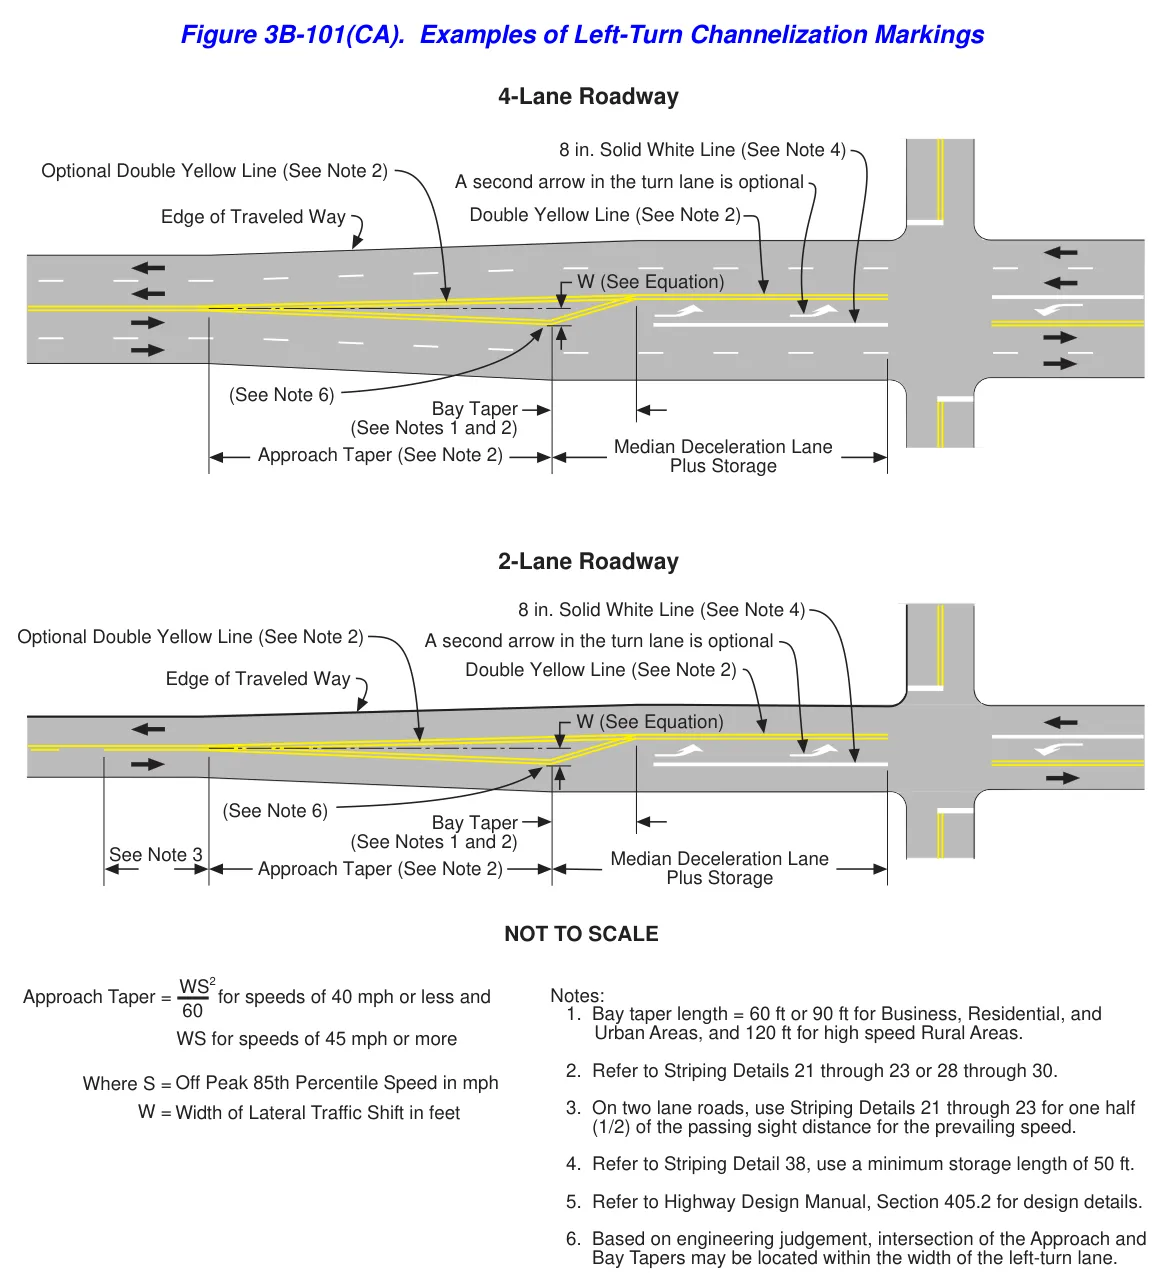 Figure 3B-101(CA). Examples of Left-Turn Channelization Markings
4-Lane Roadway
8 in. Solid White Line (See Note 4)
Optional Double Yellow Line (See Note 2)
A second arrow in the turn lane is optional
Edge of Traveled Way
Double Yellow Line (See Note 2)
W (See Equation)
(See Note 6)
Bay Taper
(See Notes 1 and 2)
Approach Taper (See Note 2)
Median Deceleration Lane
Plus Storage
2-Lane Roadway
8 in. Solid White Line (See Note 4)
Optional Double Yellow Line (See Note 2)
A second arrow in the turn lane is optional
Edge of Traveled Way
Double Yellow Line (See Note 2)
W (See Equation)
(See Note 6)
Bay Taper
(See Notes 1 and 2)
See Note 3
Approach Taper (See Note 2)
Median Deceleration Lane
Plus Storage
NOT TO SCALE
Approach Taper = WS²/60 for speeds of 40 mph or less and
WS for speeds of 45 mph or more
Where S = Off Peak 85th Percentile Speed in mph
W = Width of Lateral Traffic Shift in feet
Notes:
1. Bay taper length = 60 ft or 90 ft for Business, Residential, and
Urban Areas, and 120 ft for high speed Rural Areas.
2. Refer to Striping Details 21 through 23 or 28 through 30.
3. On two lane roads, use Striping Details 21 through 23 for one half
(1/2) of the passing sight distance for the prevailing speed.
4. Refer to Striping Detail 38, use a minimum storage length of 50 ft.
5. Refer to Highway Design Manual, Section 405.2 for design details.
6. Based on engineering judgement, intersection of the Approach and
Bay Tapers may be located within the width of the left-turn lane.